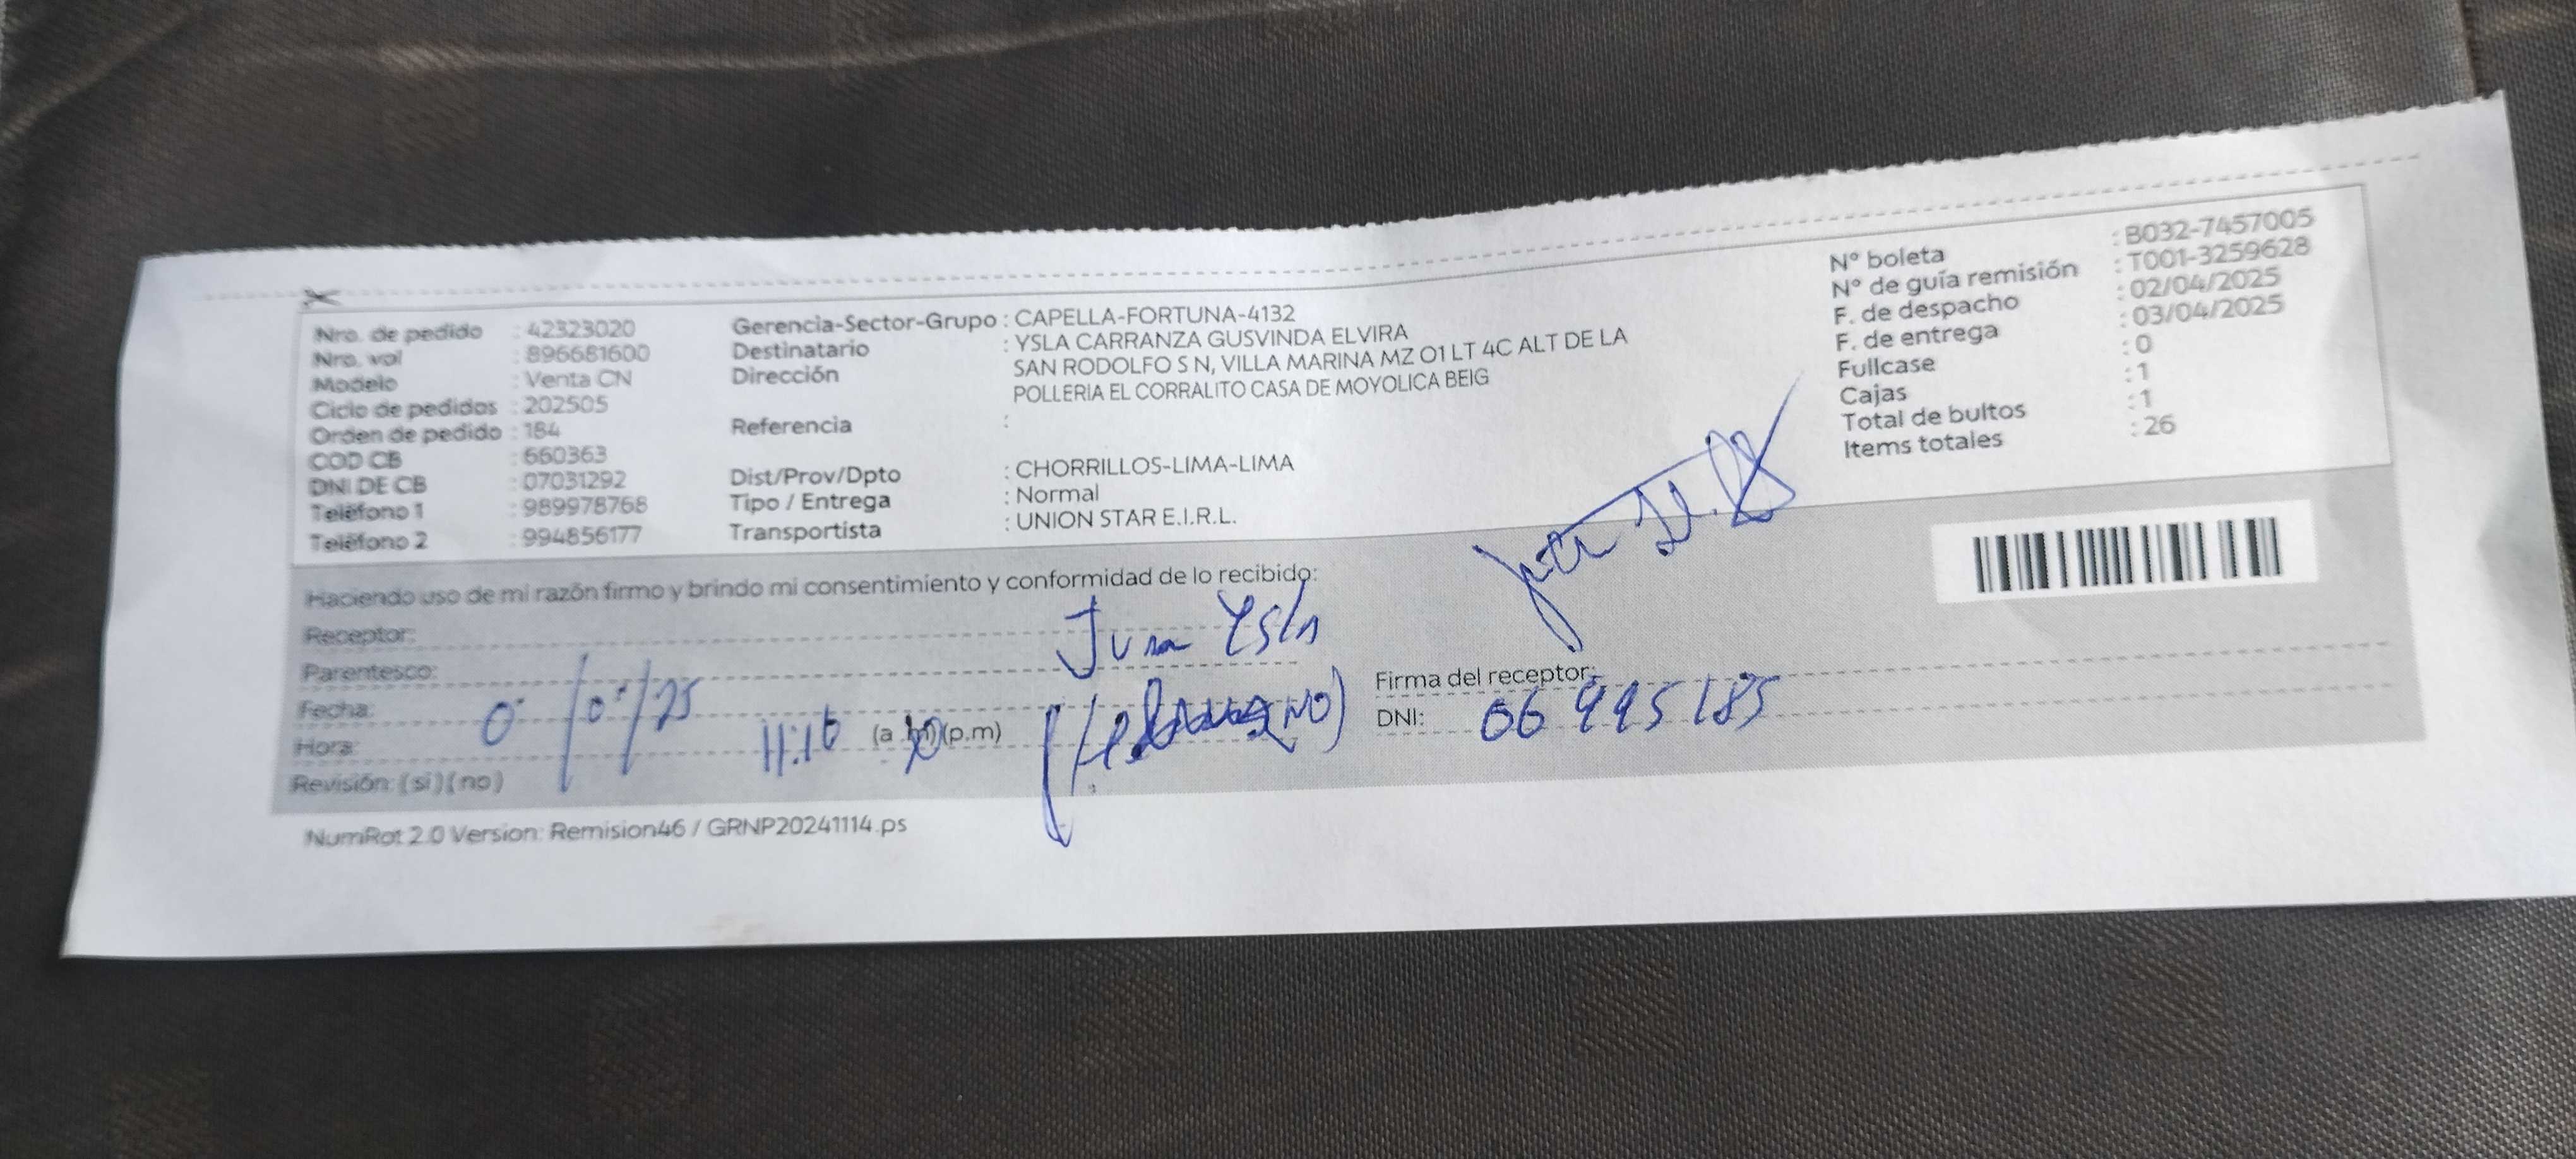 Nro. de pedido : 42323020
Nro. val : 896681600
Modelo : Venta CN
Ciclo de pedidos : 202505
Orden de pedido : 184
COD CB : 660363
DNI DE CB : 07031292
Teléfono 1 : 989978768
Teléfono 2 : 994856177
Gerencia-Sector-Grupo : CAPELLA-FORTUNA-4132
Destinatario : YSLA CARRANZA GUSVINDA ELVIRA
Dirección SAN RODOLFO S N, VILLA MARINA MZ O1 LT 4C ALT DE LA
POLLERIA EL CORRALITO CASA DE MOYOLICA BEIG
Referencia :
Dist/Prov/Dpto : CHORRILLOS-LIMA-LIMA
Tipo / Entrega : Normal
Transportista : UNION STAR E.I.R.L.
N° boleta : B032-7457005
N° de guía remisión : T001-3259628
F. de despacho : 02/04/2025
F. de entrega : 03/04/2025
Fullcase : 0
Cajas : 1
Total de bultos : 1
Items totales : 26
Haciendo uso de mi razón firmo y brindo mi consentimiento y conformidad de lo recibido:
Receptor: Ysla
Parentesco:
Fecha:
Hora: 11:10 (a.m)(p.m)
Revisión: (si)(no)
Firma del receptor:
DNI: 06995185
NumRot 2.0 Version: Remision46 / GRNP20241114.ps